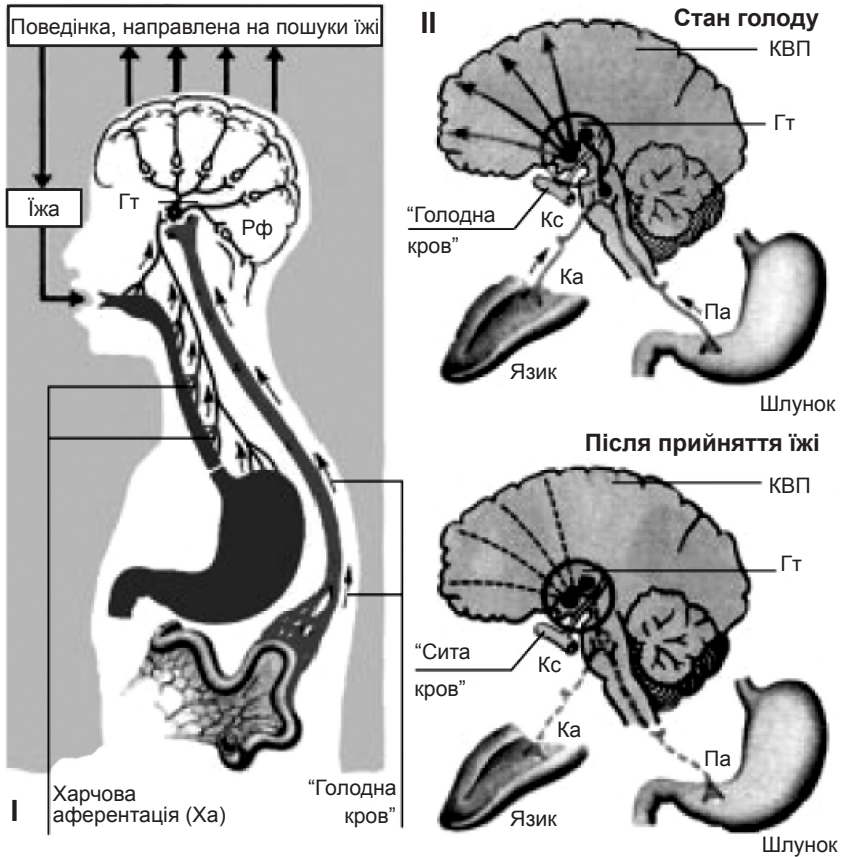 Поведінка, направлена на пошуки їжі
Їжа
Гт
Рф
Харчова
аферентація (Ха)
“Голодна
кров”
I
II
Стан голоду
КВП
Гт
“Голодна
кров”
Кс
Ка
Па
Язик
Шлунок
Після прийняття їжі
КВП
Гт
“Сита
кров”
Кс
Ка
Па
Язик
Шлунок